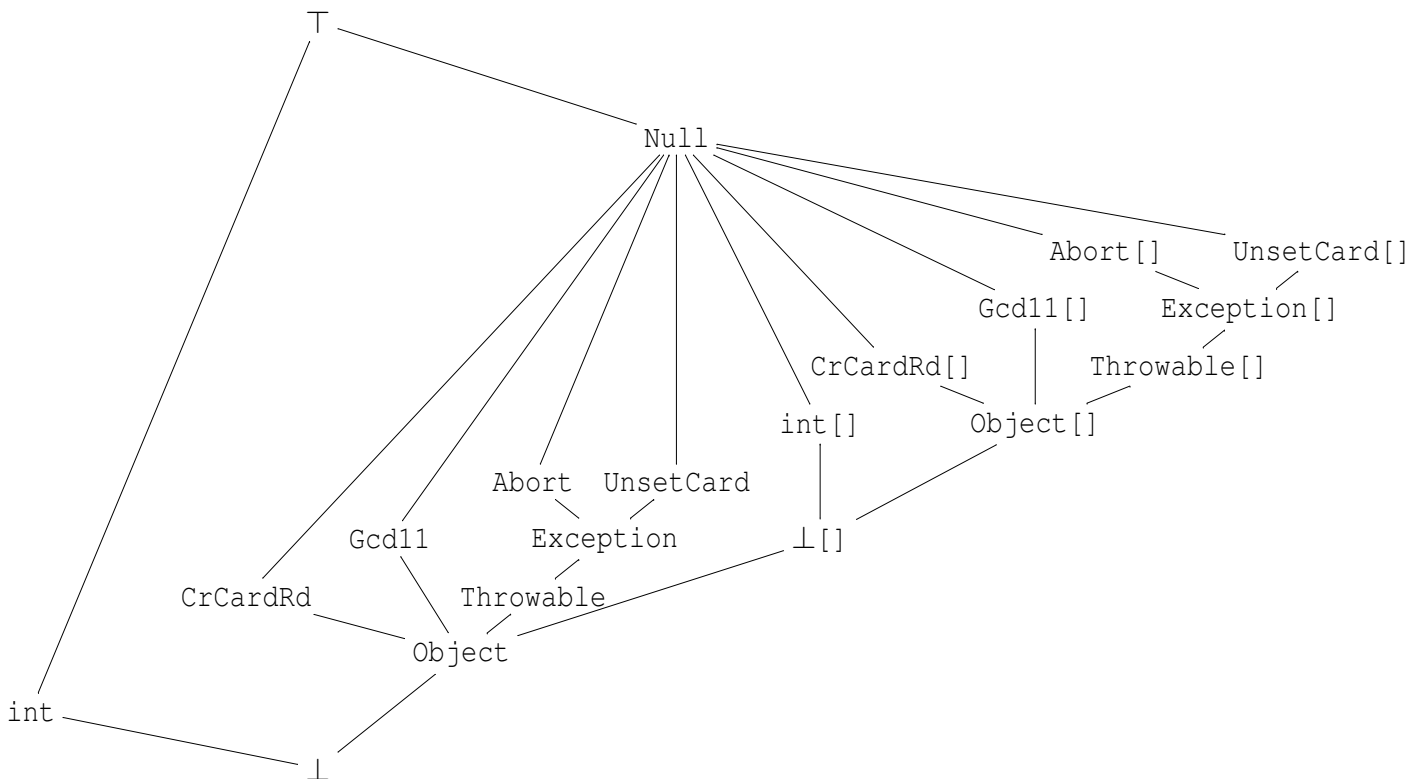 ⊤
Null
Abort[] UnsetCard[]
Gcd11[] Exception[]
CrCardRd[] Throwable[]
int[] Object[]
Abort UnsetCard
Gcd11 Exception ⊥[]
CrCardRd Throwable
Object
int
⊥